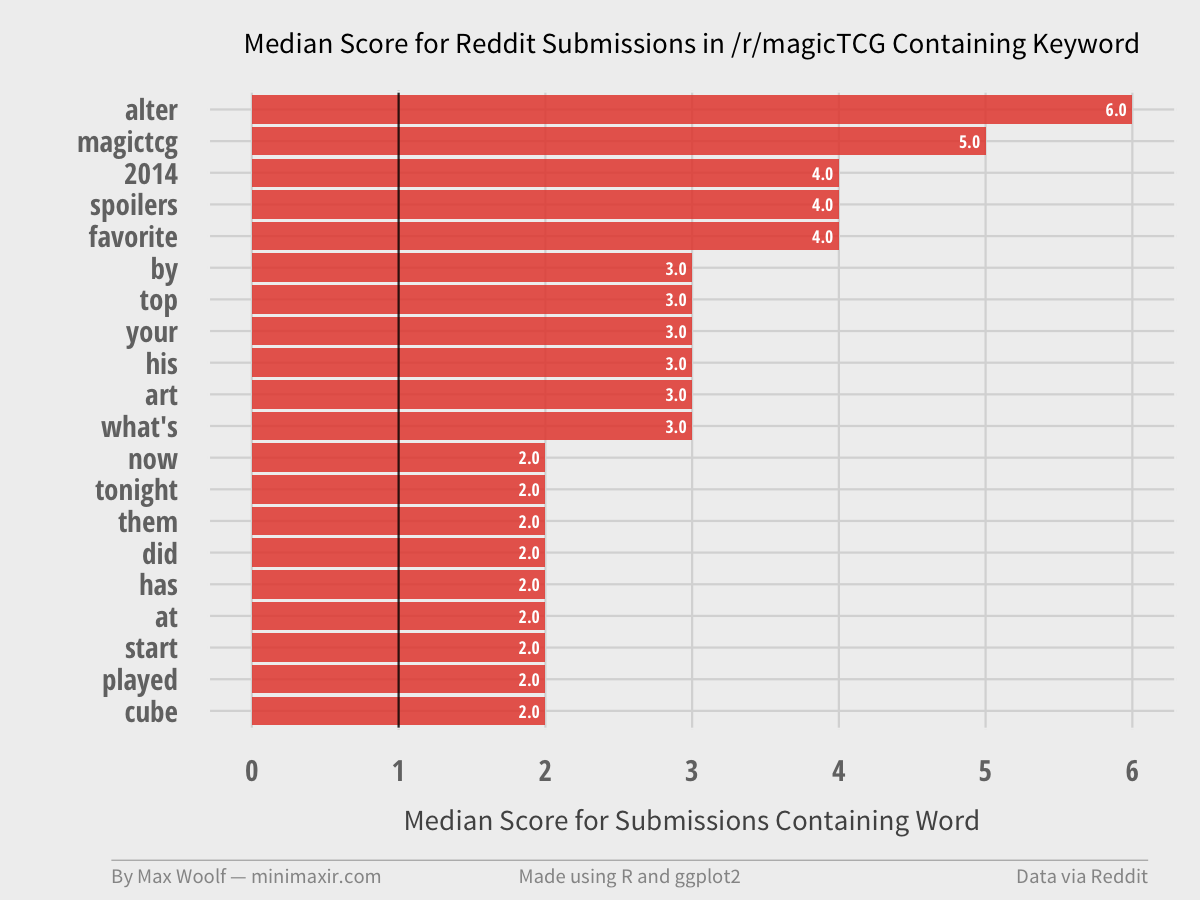 Median Score for Reddit Submissions in /r/magicTCG Containing Keyword
alter 6.0
magictcg 5.0
2014 4.0
spoilers 4.0
favorite 4.0
by 3.0
top 3.0
your 3.0
his 3.0
art 3.0
what's 3.0
now 2.0
tonight 2.0
them 2.0
did 2.0
has 2.0
at 2.0
start 2.0
played 2.0
cube 2.0
0 1 2 3 4 5 6
Median Score for Submissions Containing Word
By Max Woolf — minimaxir.com Made using R and ggplot2 Data via Reddit